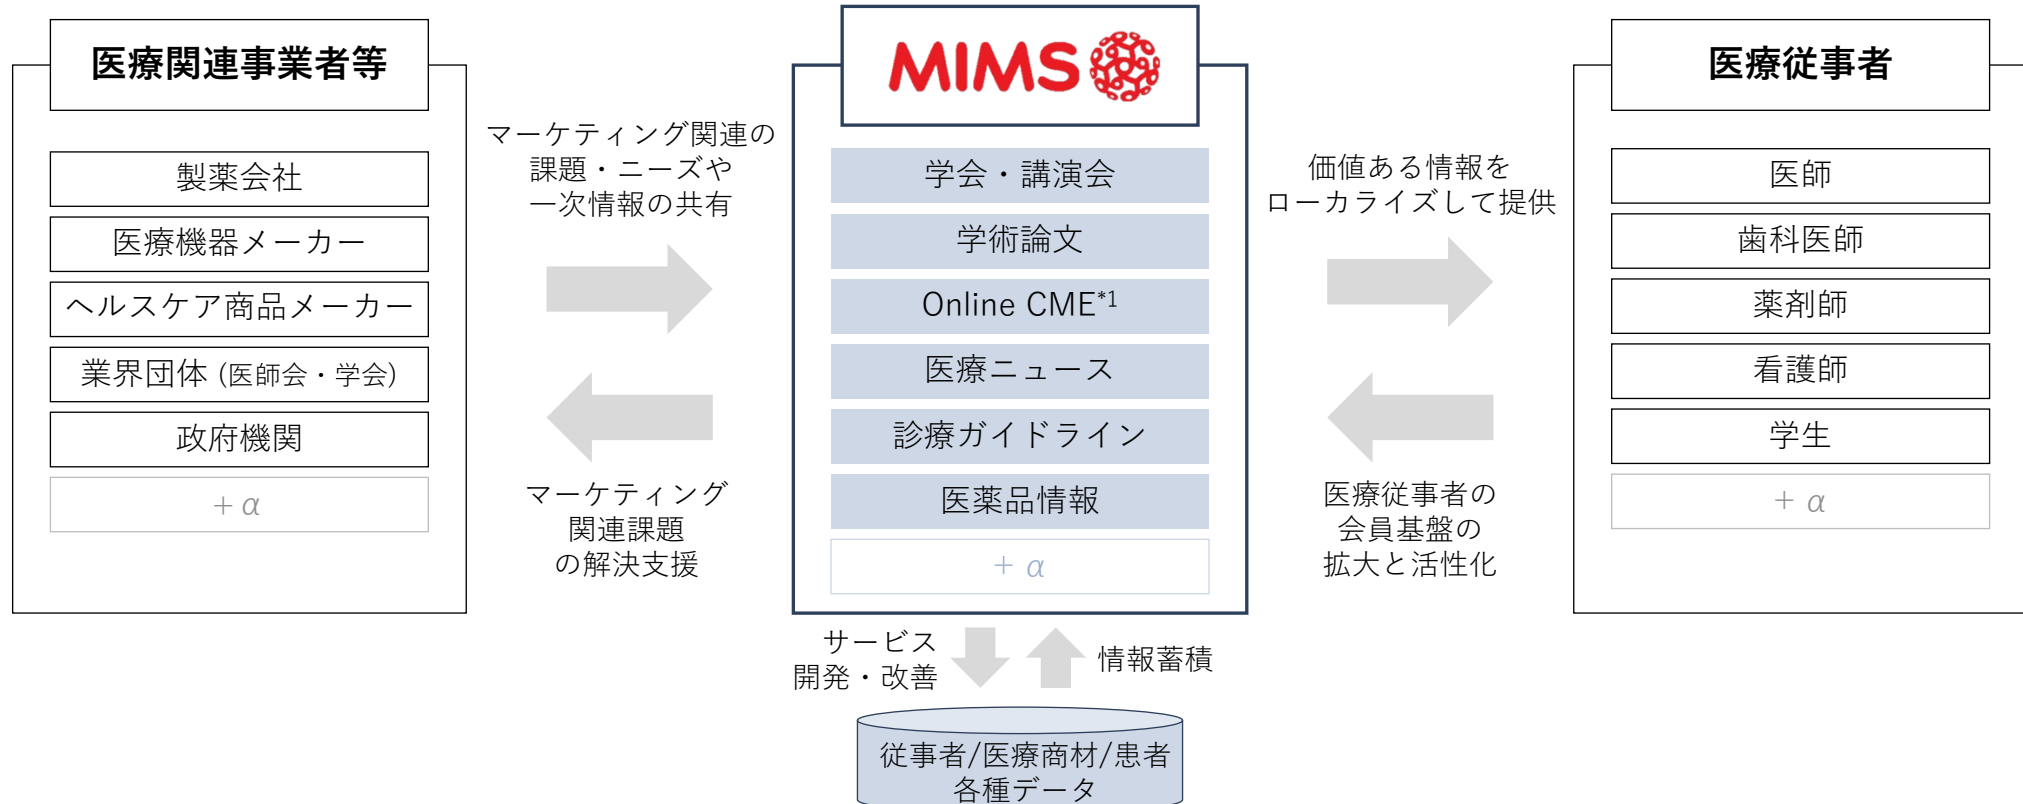 医療関連事業者等
製薬会社
医療機器メーカー
ヘルスケア商品メーカー
業界団体 (医師会・学会)
政府機関
+ α
マーケティング関連の
課題・ニーズや
一次情報の共有
マーケティング
関連課題
の解決支援
MIMS
学会・講演会
学術論文
Online CME*1
医療ニュース
診療ガイドライン
医薬品情報
+ α
価値ある情報を
ローカライズして提供
医療従事者の
会員基盤の
拡大と活性化
医療従事者
医師
歯科医師
薬剤師
看護師
学生
+ α
サービス
開発・改善
情報蓄積
従事者/医療商材/患者
各種データ